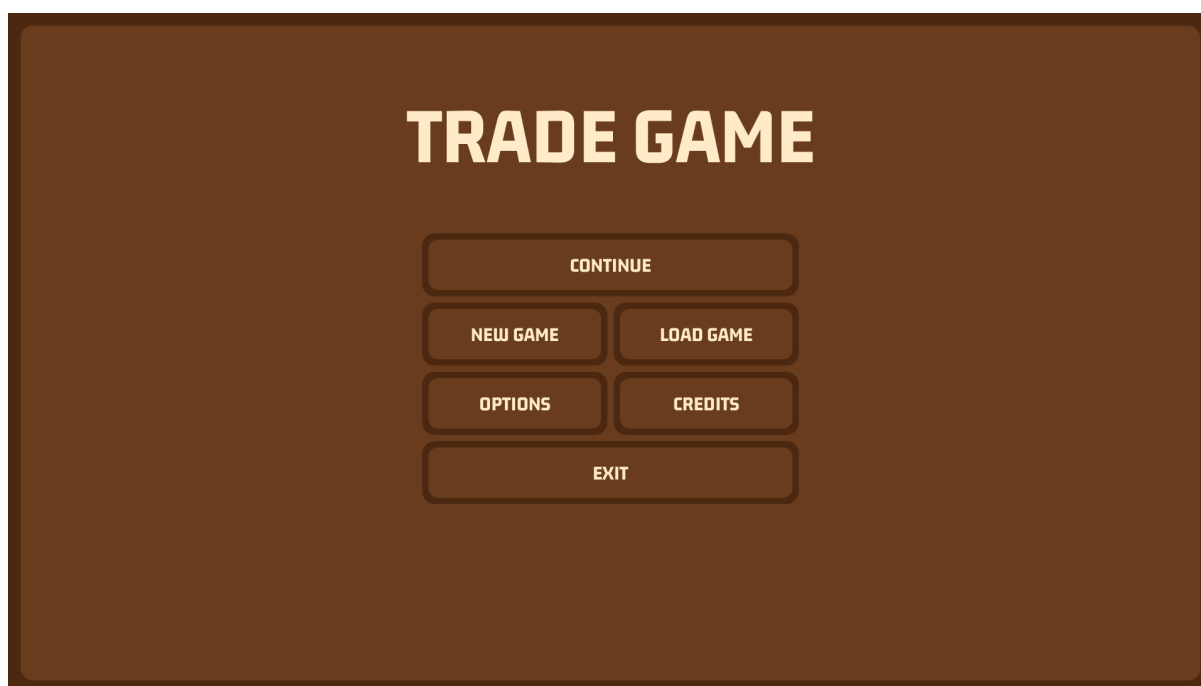 TRADE GAME
CONTINUE
NEW GAME
LOAD GAME
OPTIONS
CREDITS
EXIT